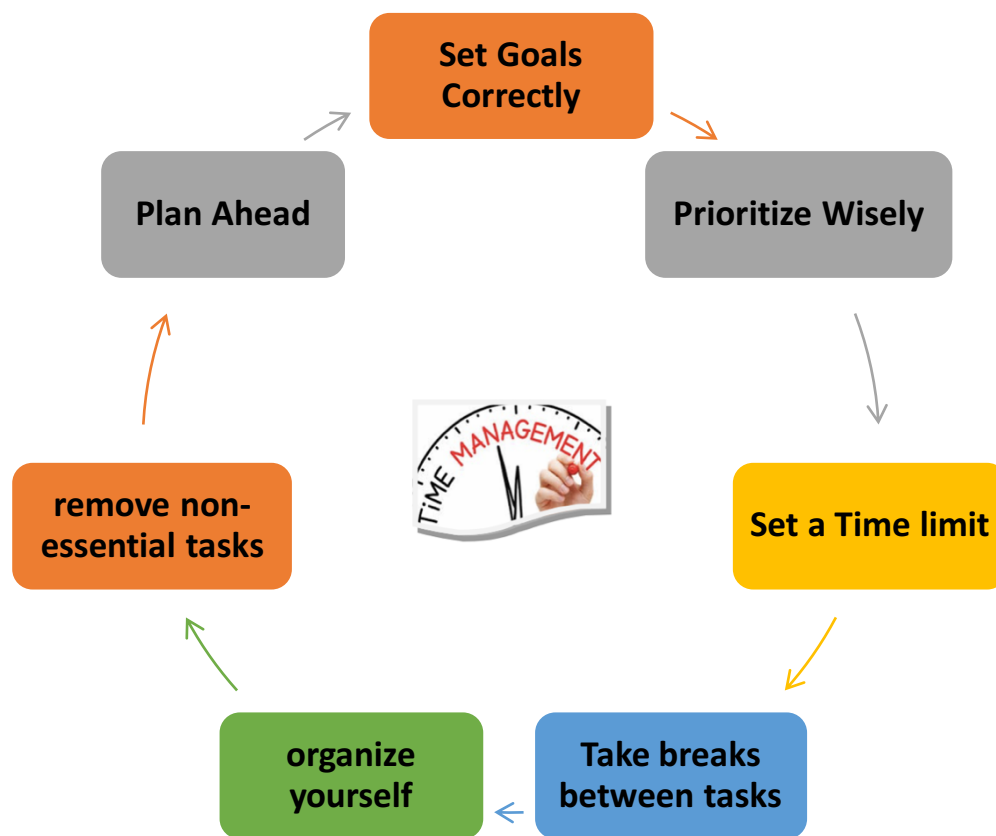 Set Goals
Correctly
Prioritize Wisely
Set a Time limit
Take breaks
between tasks
organize
yourself
remove non-
essential tasks
Plan Ahead
TiME MANAGEMENT